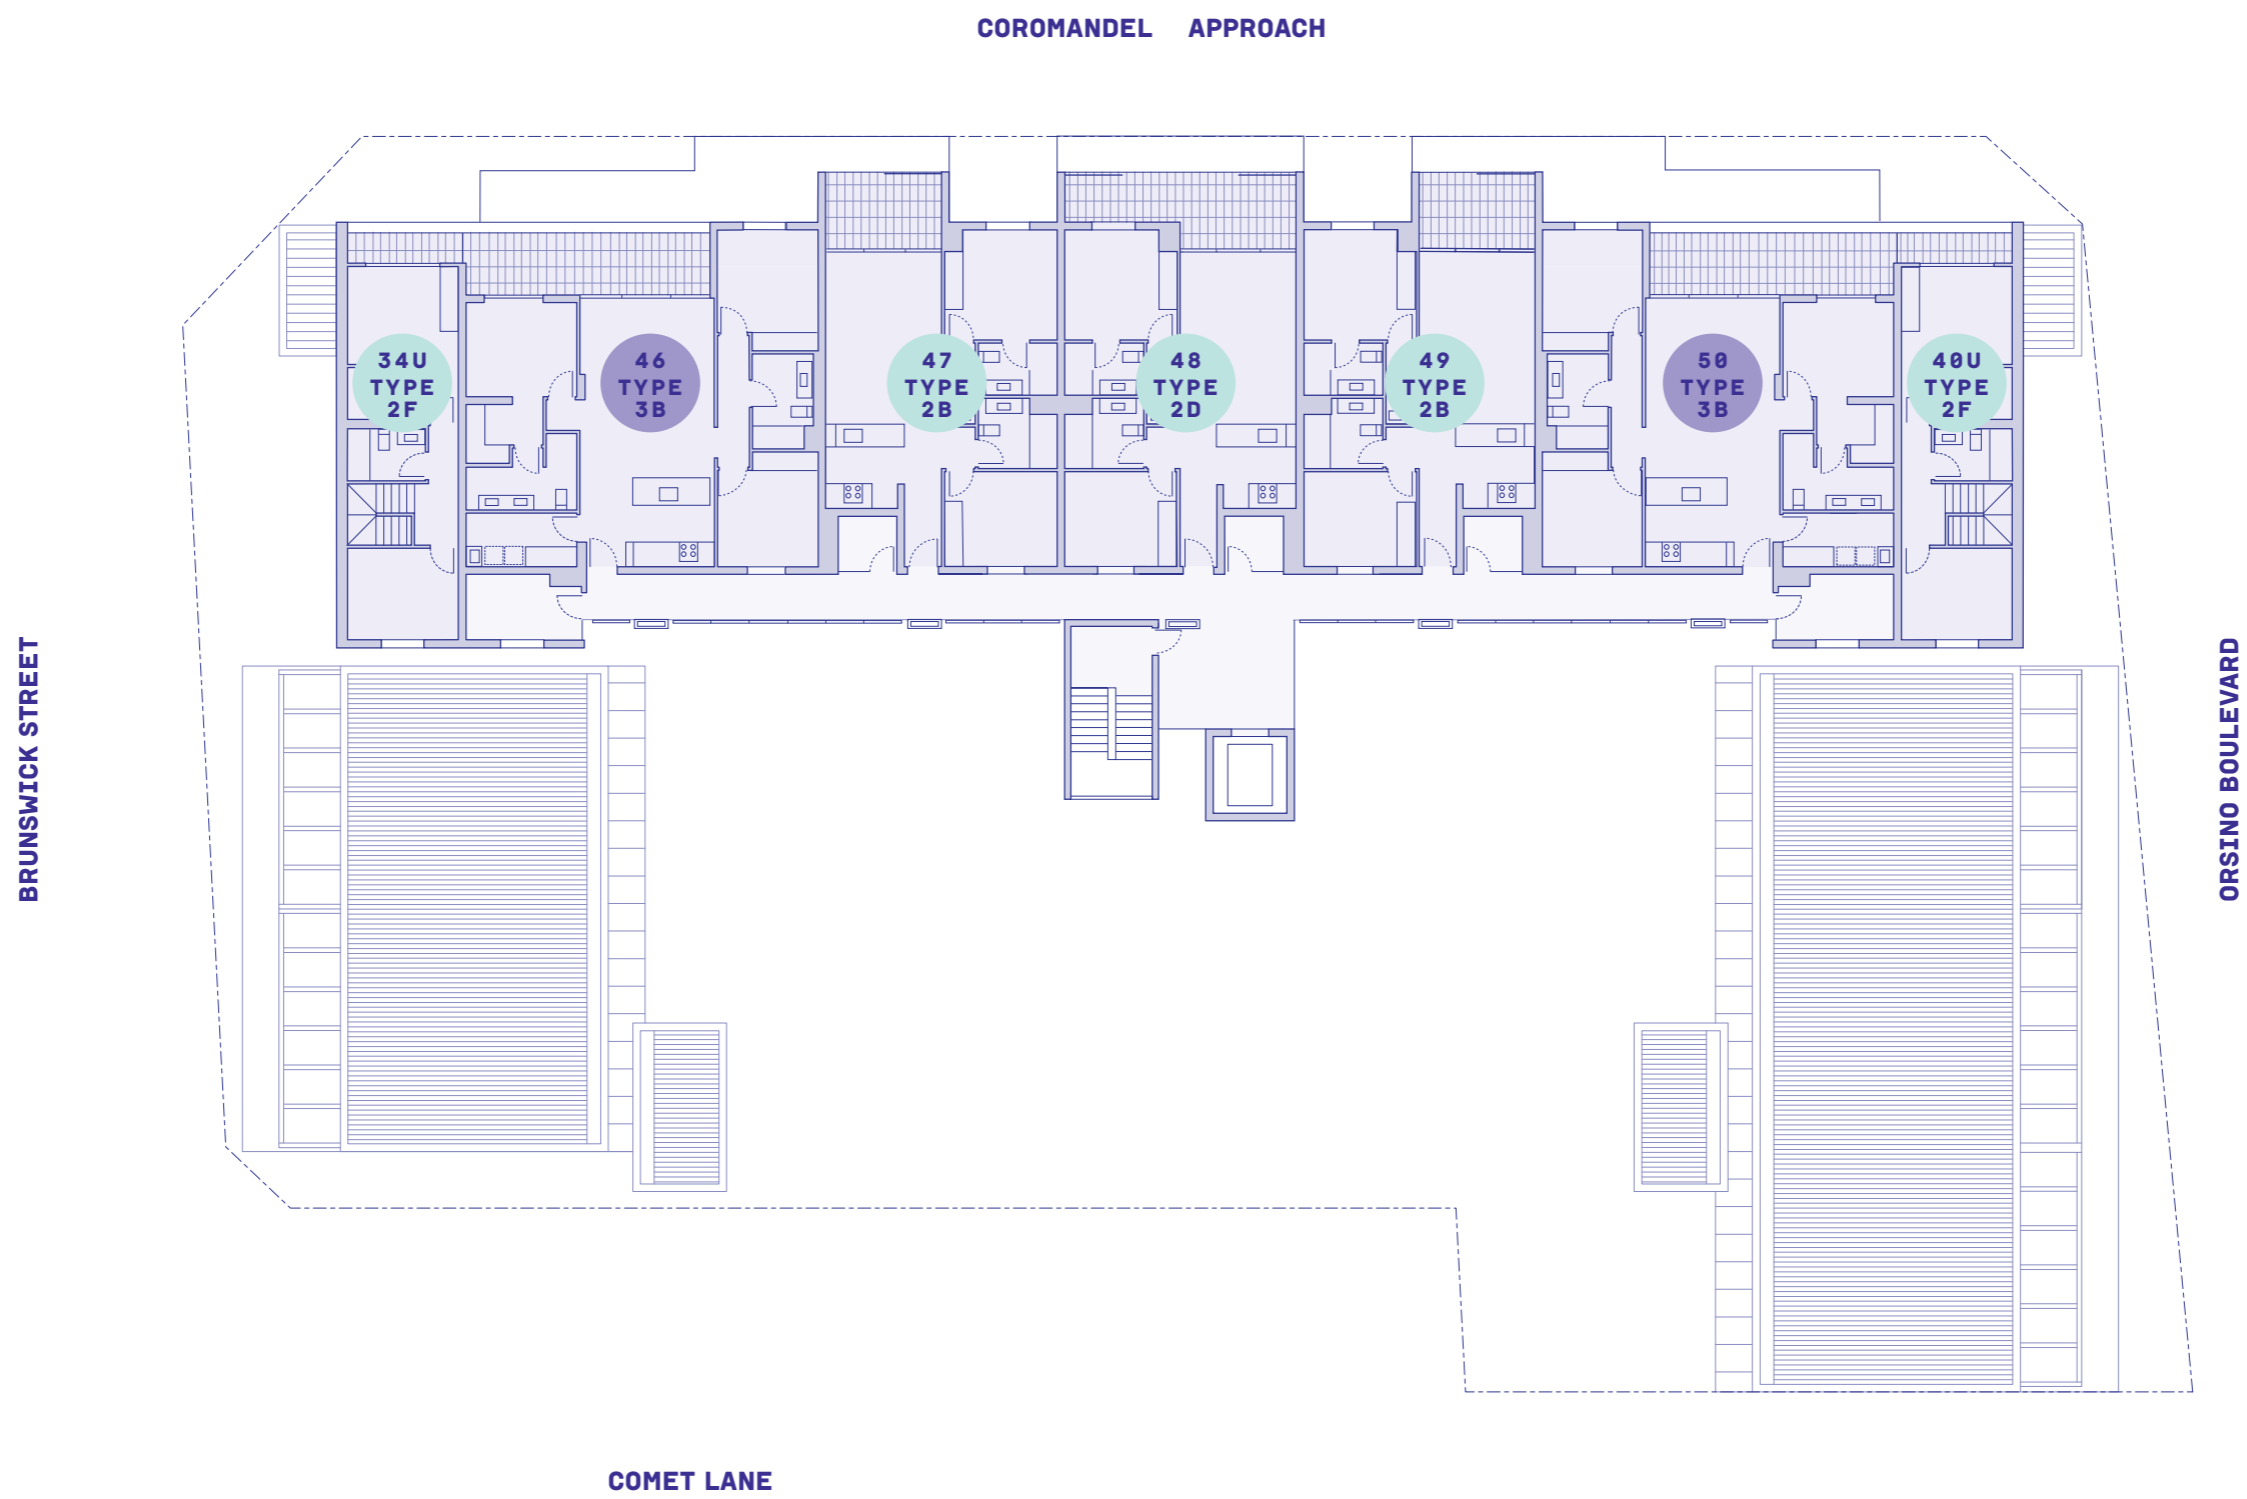 COROMANDEL APPROACH
34U
TYPE
2F
46
TYPE
3B
47
TYPE
2B
48
TYPE
2D
49
TYPE
2B
50
TYPE
3B
40U
TYPE
2F
BRUNSWICK STREET
ORSINO BOULEVARD
COMET LANE